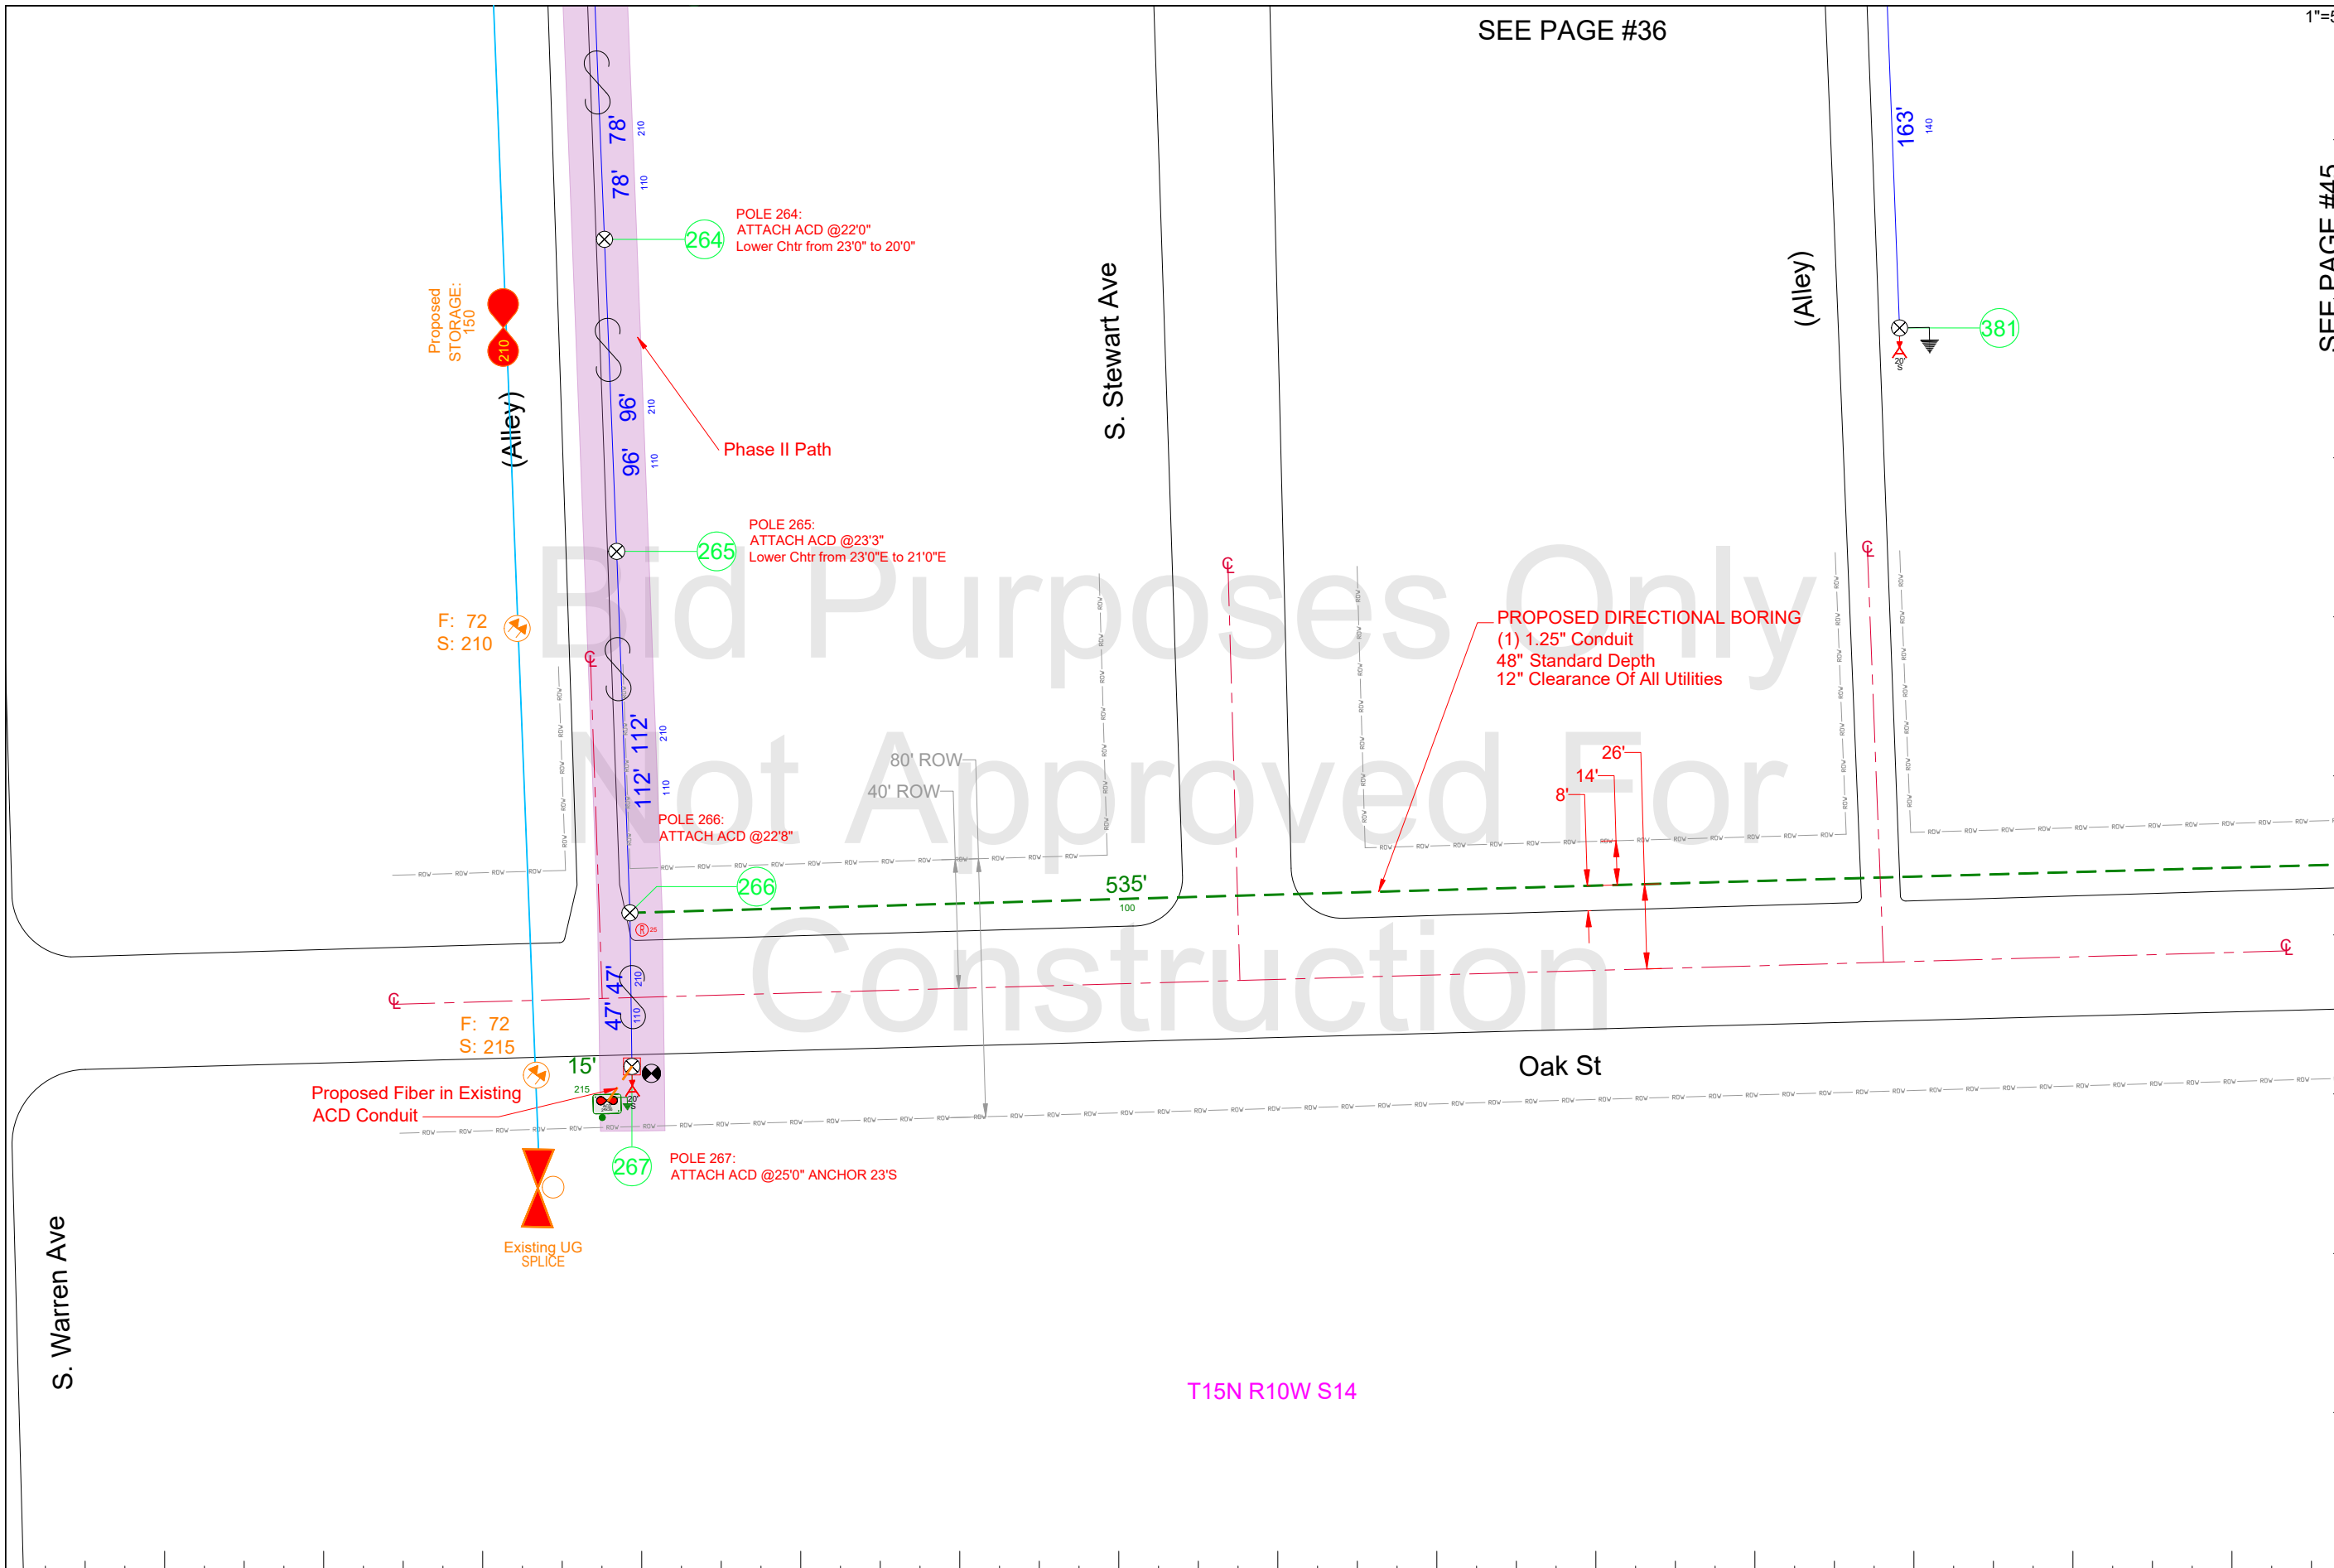 SEE PAGE #36
1"=5
78'
210
78'
110
163'
140
SEE PAGE #45
264
POLE 264:
ATTACH ACD @22'0"
Lower Chtr from 23'0" to 20'0"
Proposed
STORAGE:
150
210
(Alley)
S. Stewart Ave
(Alley)
381
20'
S
96'
210
96'
110
Phase II Path
265
POLE 265:
ATTACH ACD @23'3"
Lower Chtr from 23'0"E to 21'0"E
Bid Purposes Only
Not Approved For
Construction
F: 72
S: 210
PROPOSED DIRECTIONAL BORING
(1) 1.25" Conduit
48" Standard Depth
12" Clearance Of All Utilities
112'
210
112'
110
80' ROW
40' ROW
26'
14'
8'
POLE 266:
ATTACH ACD @22'8"
266
535'
100
R 25
47'
210
47'
110
F: 72
S: 215
15'
215
Proposed Fiber in Existing
ACD Conduit
20'
S
Oak St
267
POLE 267:
ATTACH ACD @25'0" ANCHOR 23'S
Existing UG
SPLICE
S. Warren Ave
T15N R10W S14
ROW